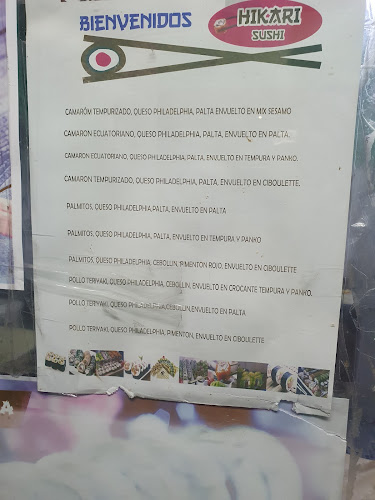 BIENVENIDOS
HIKARI
SUSHI
CAMARÓM TEMPURIZADO, QUESO PHILADELPHIA, PALTA ENVUELTO EN MIX SESAMO
CAMARON ECUATORIANO, QUESO PHILADELPHIA, PALTA, ENVUELTO EN PALTA.
CAMARON ECUATORIANO, QUESO PHILADELPHIA, PALTA, ENVUELTO EN TEMPURA Y PANKO.
CAMARON TEMPURIZADO, QUESO PHILADELPHIA, PALTA, ENVUELTO EN CIBOULETTE.
PALMITOS, QUESO PHILADELPHIA,PALTA, ENVUELTO EN PALTA
PALMITOS, QUESO PHILADELPHIA, PALTA, ENVUELTO EN TEMPURA Y PANKO
PALMITOS, QUESO PHILADELPHIA, CEBOLLIN, PIMENTON ROJO, ENVUELTO EN CIBOULETTE
POLLO TERIYAKI, QUESO PHILADELPHIA, CEBOLLIN, ENVUELTO EN CROCANTE TEMPURA Y PANKO.
POLLO TERIYAKI, QUESO PHILADELPHIA,CEBOLLIN,ENVUELTO EN PALTA
POLLO TERIYAKI, QUESO PHILADELPHIA, PIMENTON, ENVUELTO EN CIBOULETTE